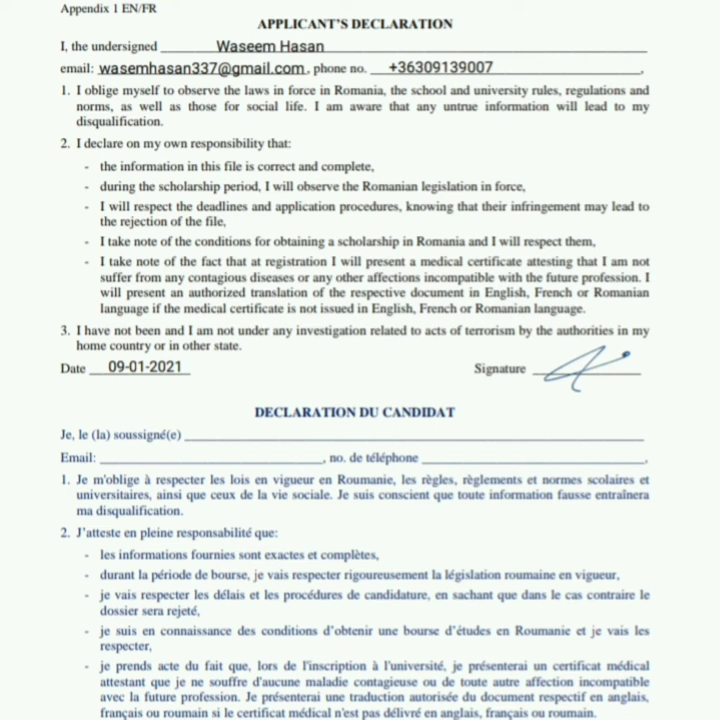 Appendix 1 EN/FR
APPLICANT'S DECLARATION
I, the undersigned Waseem Hasan
email: wasemhasan337@gmail.com, phone no. +36309139007,
1. I oblige myself to observe the laws in force in Romania, the school and university rules, regulations and
norms, as well as those for social life. I am aware that any untrue information will lead to my
disqualification.
2. I declare on my own responsibility that:
- the information in this file is correct and complete,
- during the scholarship period, I will observe the Romanian legislation in force,
- I will respect the deadlines and application procedures, knowing that their infringement may lead to
the rejection of the file,
- I take note of the conditions for obtaining a scholarship in Romania and I will respect them,
- I take note of the fact that at registration I will present a medical certificate attesting that I am not
suffer from any contagious diseases or any other affections incompatible with the future profession. I
will present an authorized translation of the respective document in English, French or Romanian
language if the medical certificate is not issued in English, French or Romanian language.
3. I have not been and I am not under any investigation related to acts of terrorism by the authorities in my
home country or in other state.
Date 09-01-2021 Signature
DECLARATION DU CANDIDAT
Je, le (la) soussigné(e)
Email: , no. de téléphone ,
1. Je m'oblige à respecter les lois en vigueur en Roumanie, les règles, règlements et normes scolaires et
universitaires, ainsi que ceux de la vie sociale. Je suis conscient que toute information fausse entraînera
ma disqualification.
2. J'atteste en pleine responsabilité que:
- les informations fournies sont exactes et complètes,
- durant la période de bourse, je vais respecter rigoureusement la législation roumaine en vigueur,
- je vais respecter les délais et les procédures de candidature, en sachant que dans le cas contraire le
dossier sera rejeté,
- je suis en connaissance des conditions d'obtenir une bourse d'études en Roumanie et je vais les
respecter,
- je prends acte du fait que, lors de l'inscription à l'université, je présenterai un certificat médical
attestant que je ne souffre d'aucune maladie contagieuse ou de toute autre affection incompatible
avec la future profession. Je présenterai une traduction autorisée du document respectif en anglais,
français ou roumain si le certificat médical n'est pas délivré en anglais, français ou roumain.